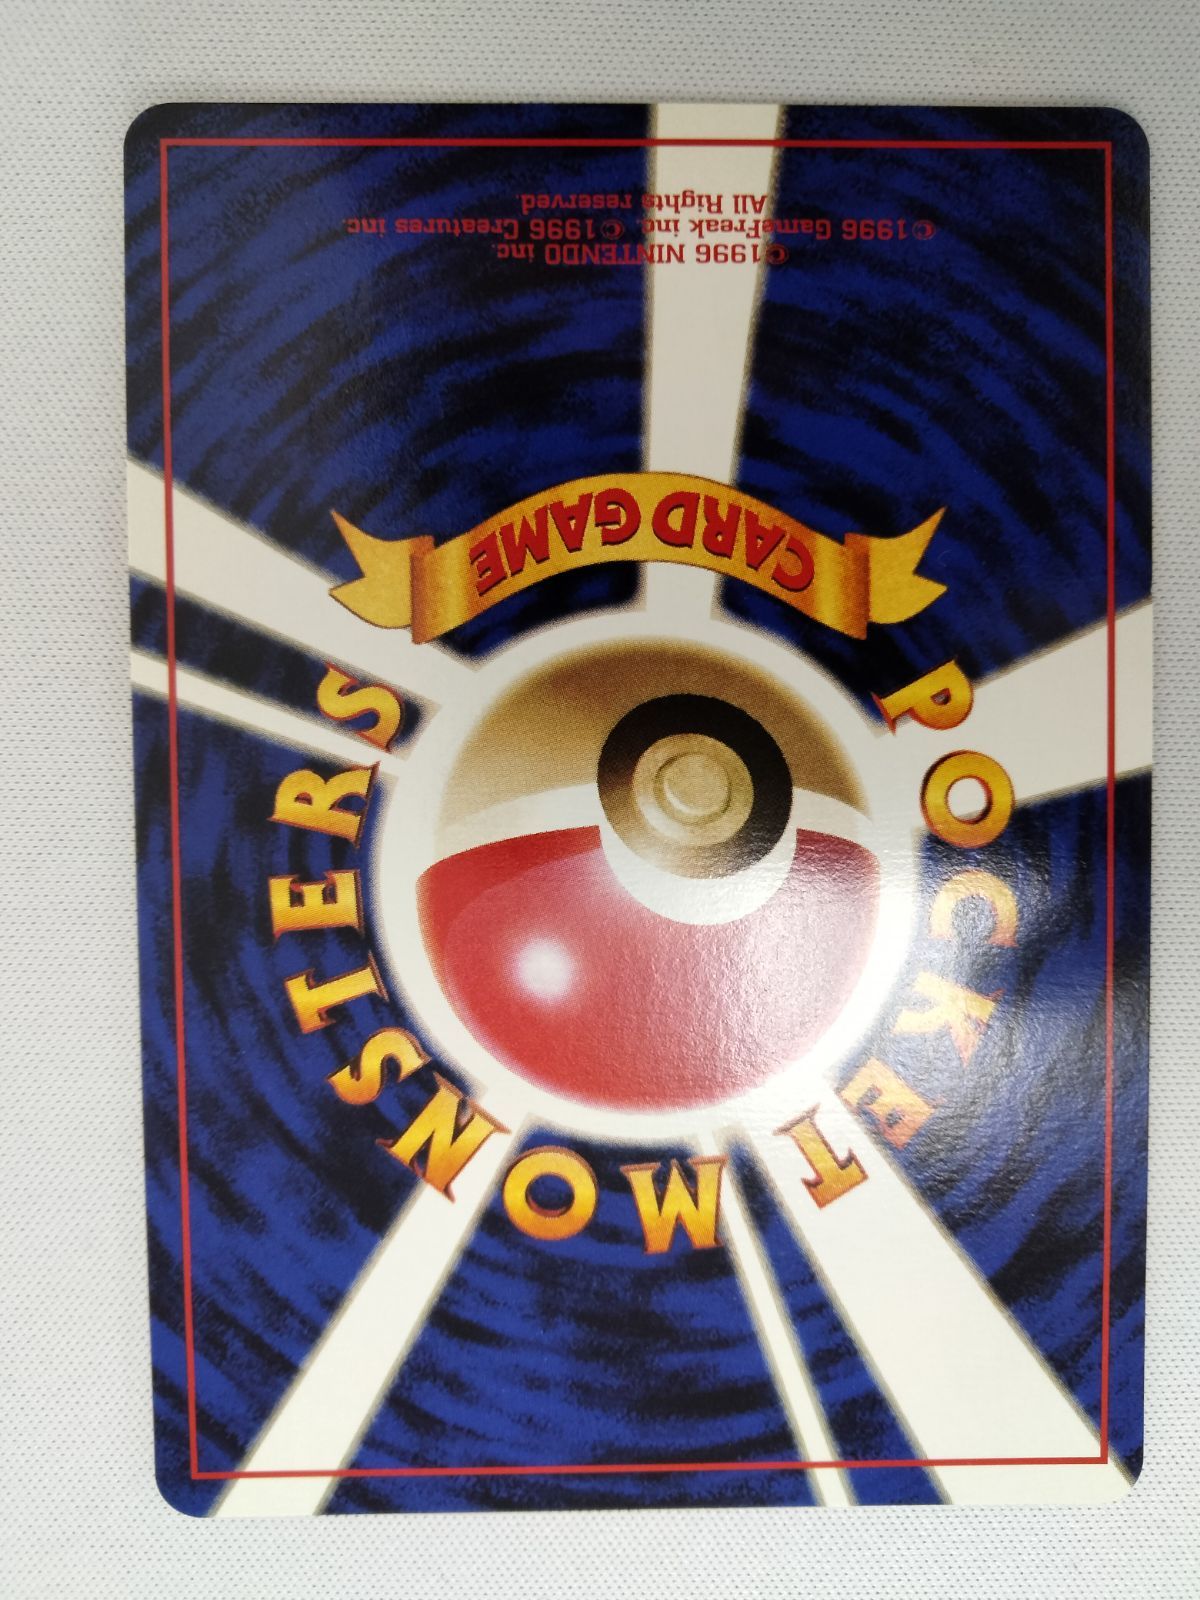 POCKET MONSTERS
CARD GAME
©1996 NINTENDO inc.
©1996 GameFreak inc. ©1996 Creatures inc.
All Rights reserved.